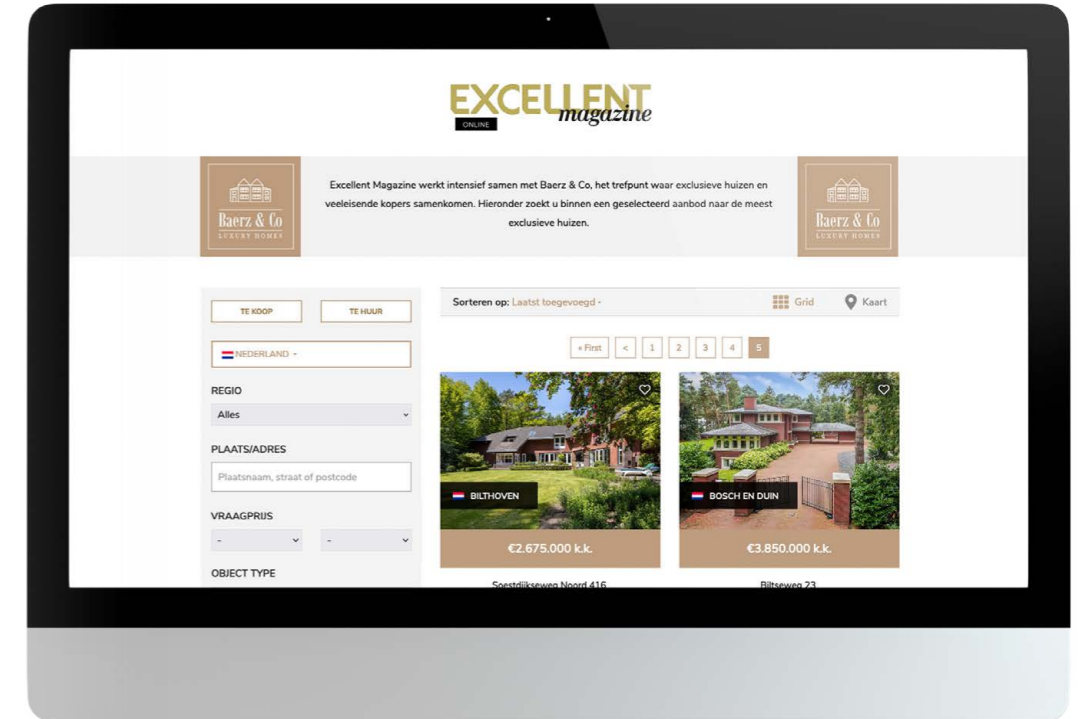 EXCELLENT
magazine
ONLINE
Baerz & Co
LUXURY HOMES
Excellent Magazine werkt intensief samen met Baerz & Co, het trefpunt waar exclusieve huizen en
veeleisende kopers samenkomen. Hieronder zoekt u binnen een geselecteerd aanbod naar de meest
exclusieve huizen.
Baerz & Co
LUXURY HOMES
TE KOOP
TE HUUR
NEDERLAND
REGIO
Alles
PLAATS/ADRES
Plaatsnaam, straat of postcode
VRAAGPRIJS
-
-
OBJECT TYPE
Sorteren op: Laatst toegevoegd
Grid
Kaart
« First < 1 2 3 4 5
BILTHOVEN
€2.675.000 k.k.
Soestdijkseweg Noord 416
BOSCH EN DUIN
€3.850.000 k.k.
Biltseweg 23